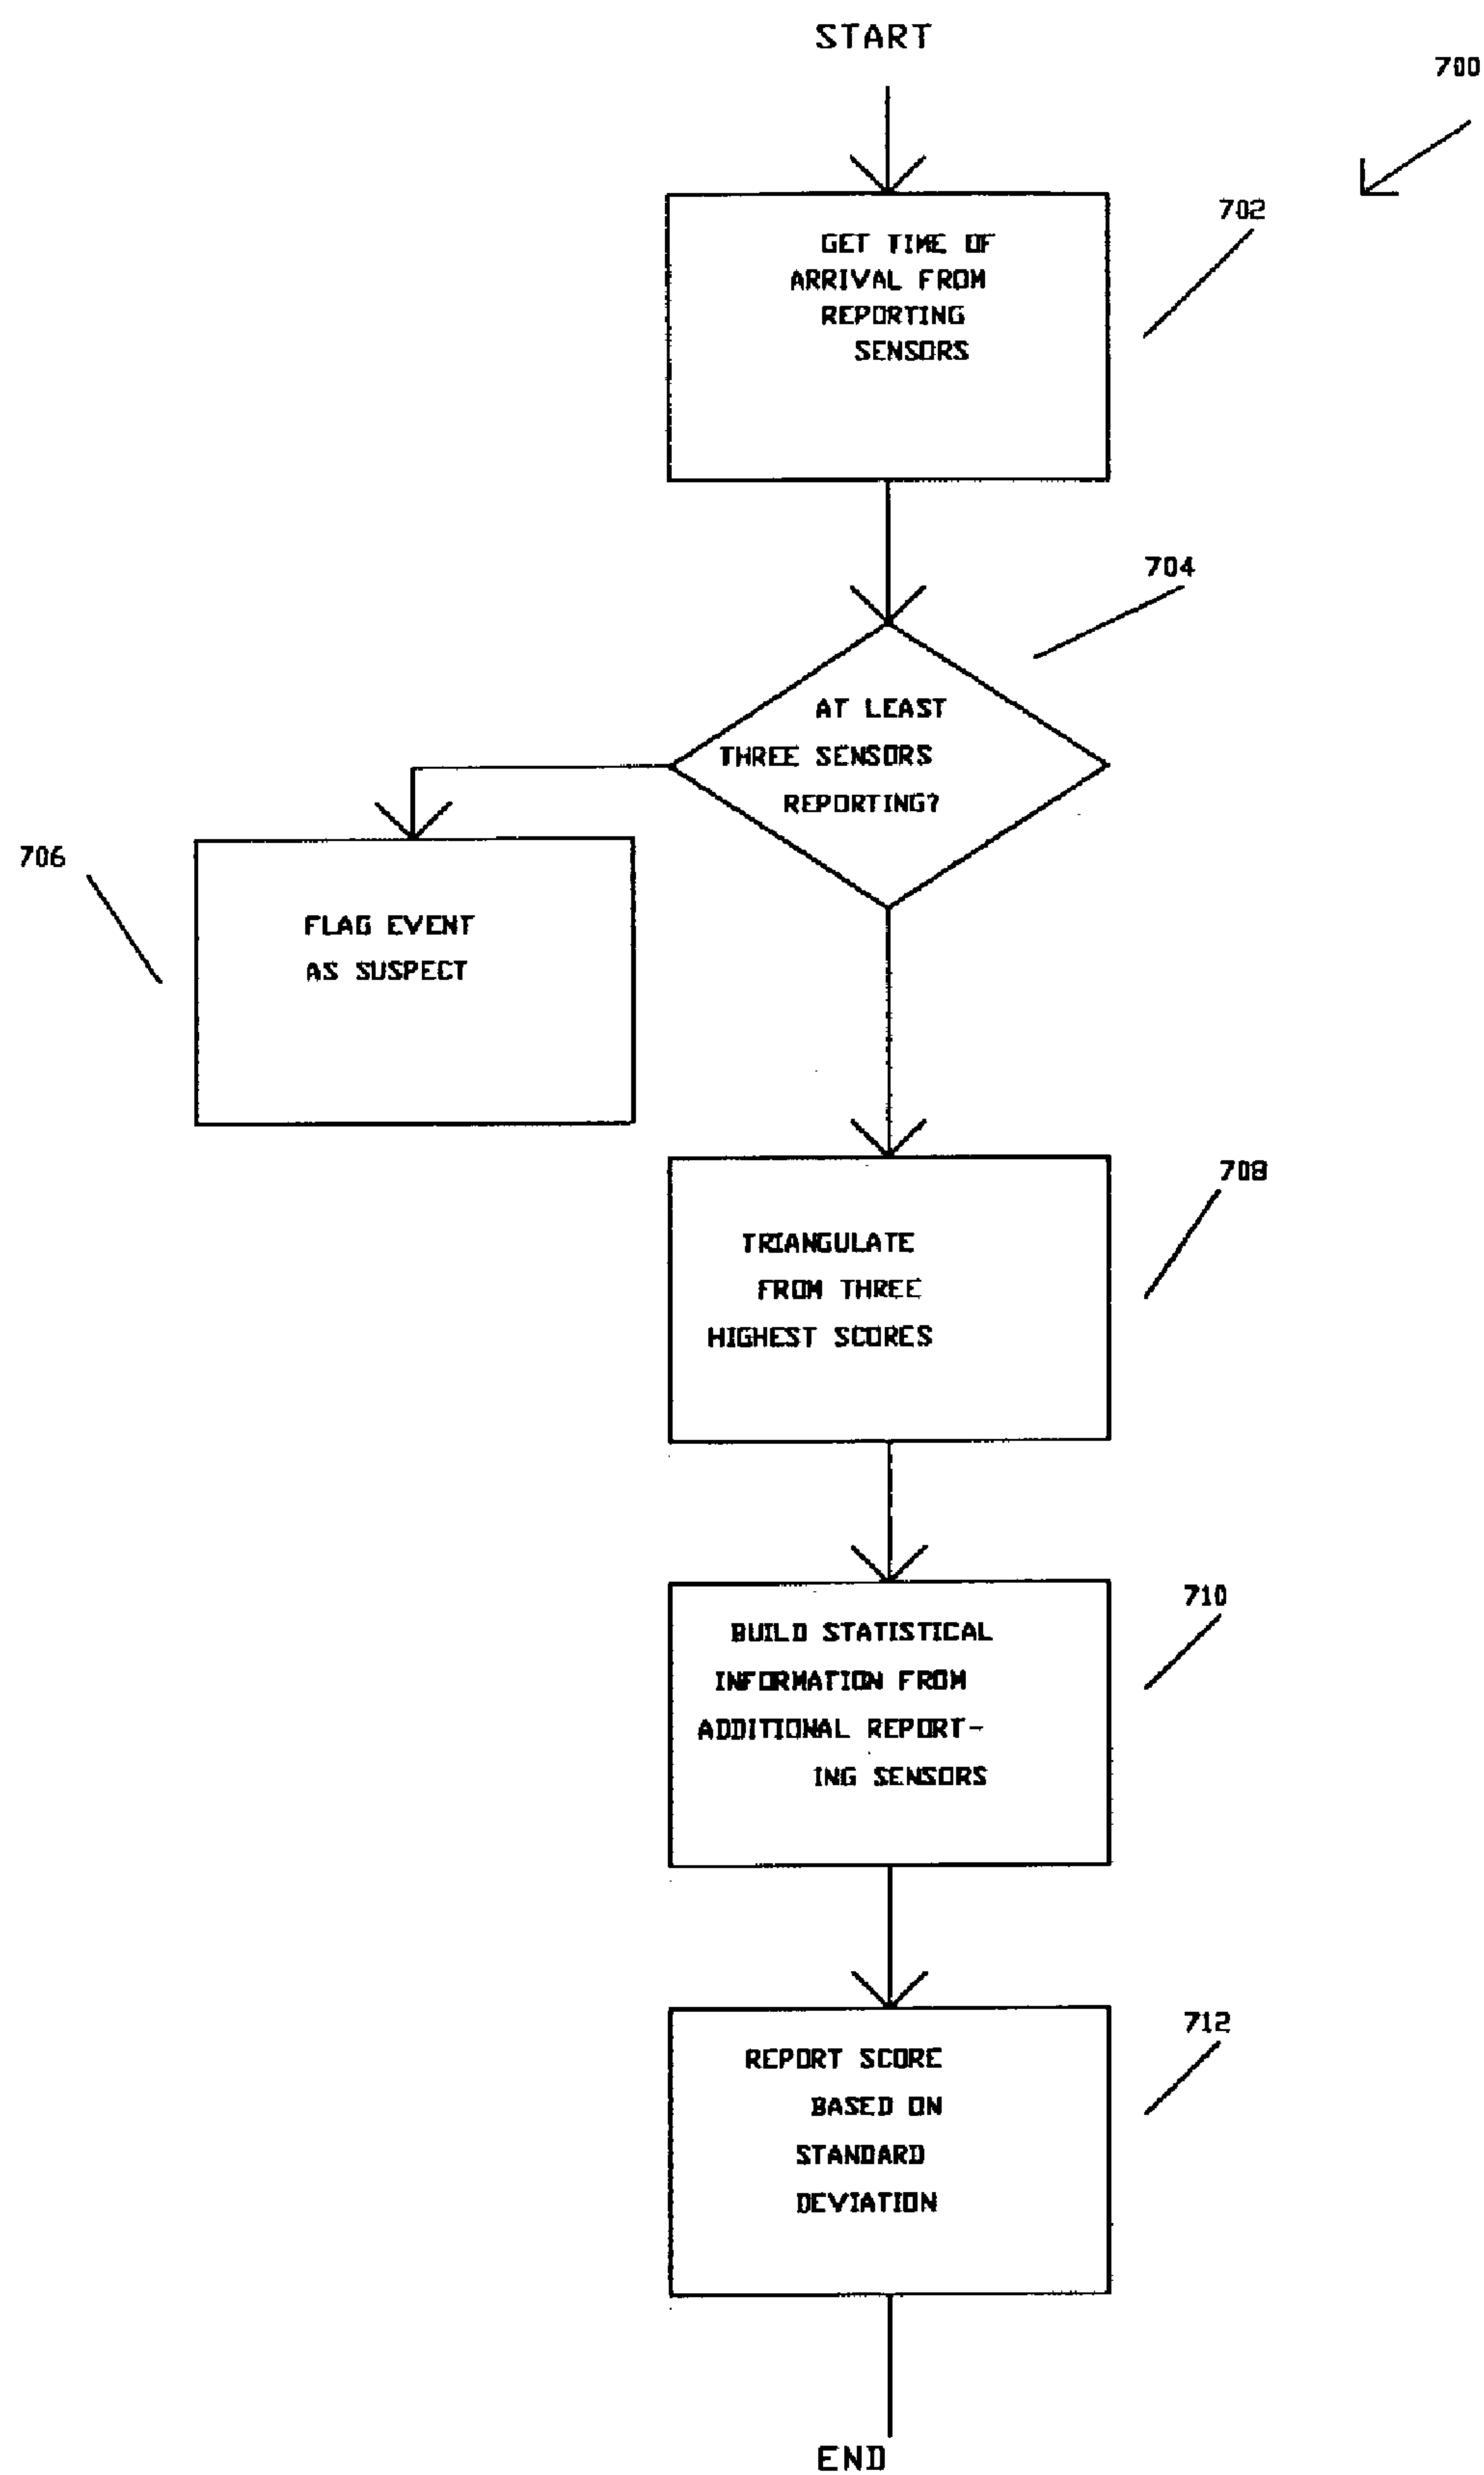 START
700
702
GET TIME OF
ARRIVAL FROM
REPORTING
SENSORS
704
AT LEAST
THREE SENSORS
REPORTING?
706
FLAG EVENT
AS SUSPECT
708
TRIANGULATE
FROM THREE
HIGHEST SCORES
710
BUILD STATISTICAL
INFORMATION FROM
ADDITIONAL REPORT-
ING SENSORS
712
REPORT SCORE
BASED ON
STANDARD
DEVIATION
END